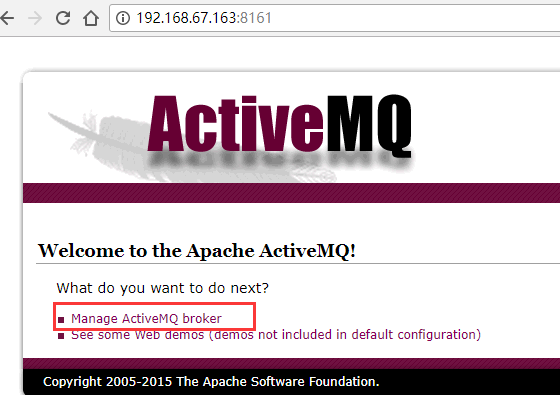 192.168.67.163:8161
ActiveMQ
Welcome to the Apache ActiveMQ!
What do you want to do next?
Manage ActiveMQ broker
See some Web demos (demos not included in default configuration)
Copyright 2005-2015 The Apache Software Foundation.